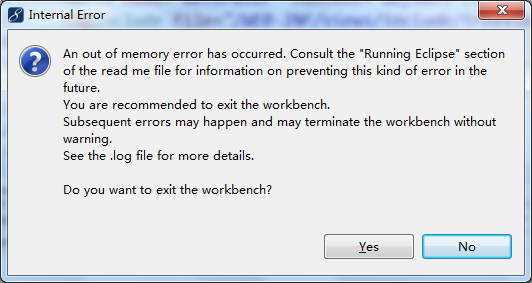 Internal Error
An out of memory error has occurred. Consult the "Running Eclipse" section
of the read me file for information on preventing this kind of error in the
future.
You are recommended to exit the workbench.
Subsequent errors may happen and may terminate the workbench without
warning.
See the .log file for more details.
Do you want to exit the workbench?
Yes
No